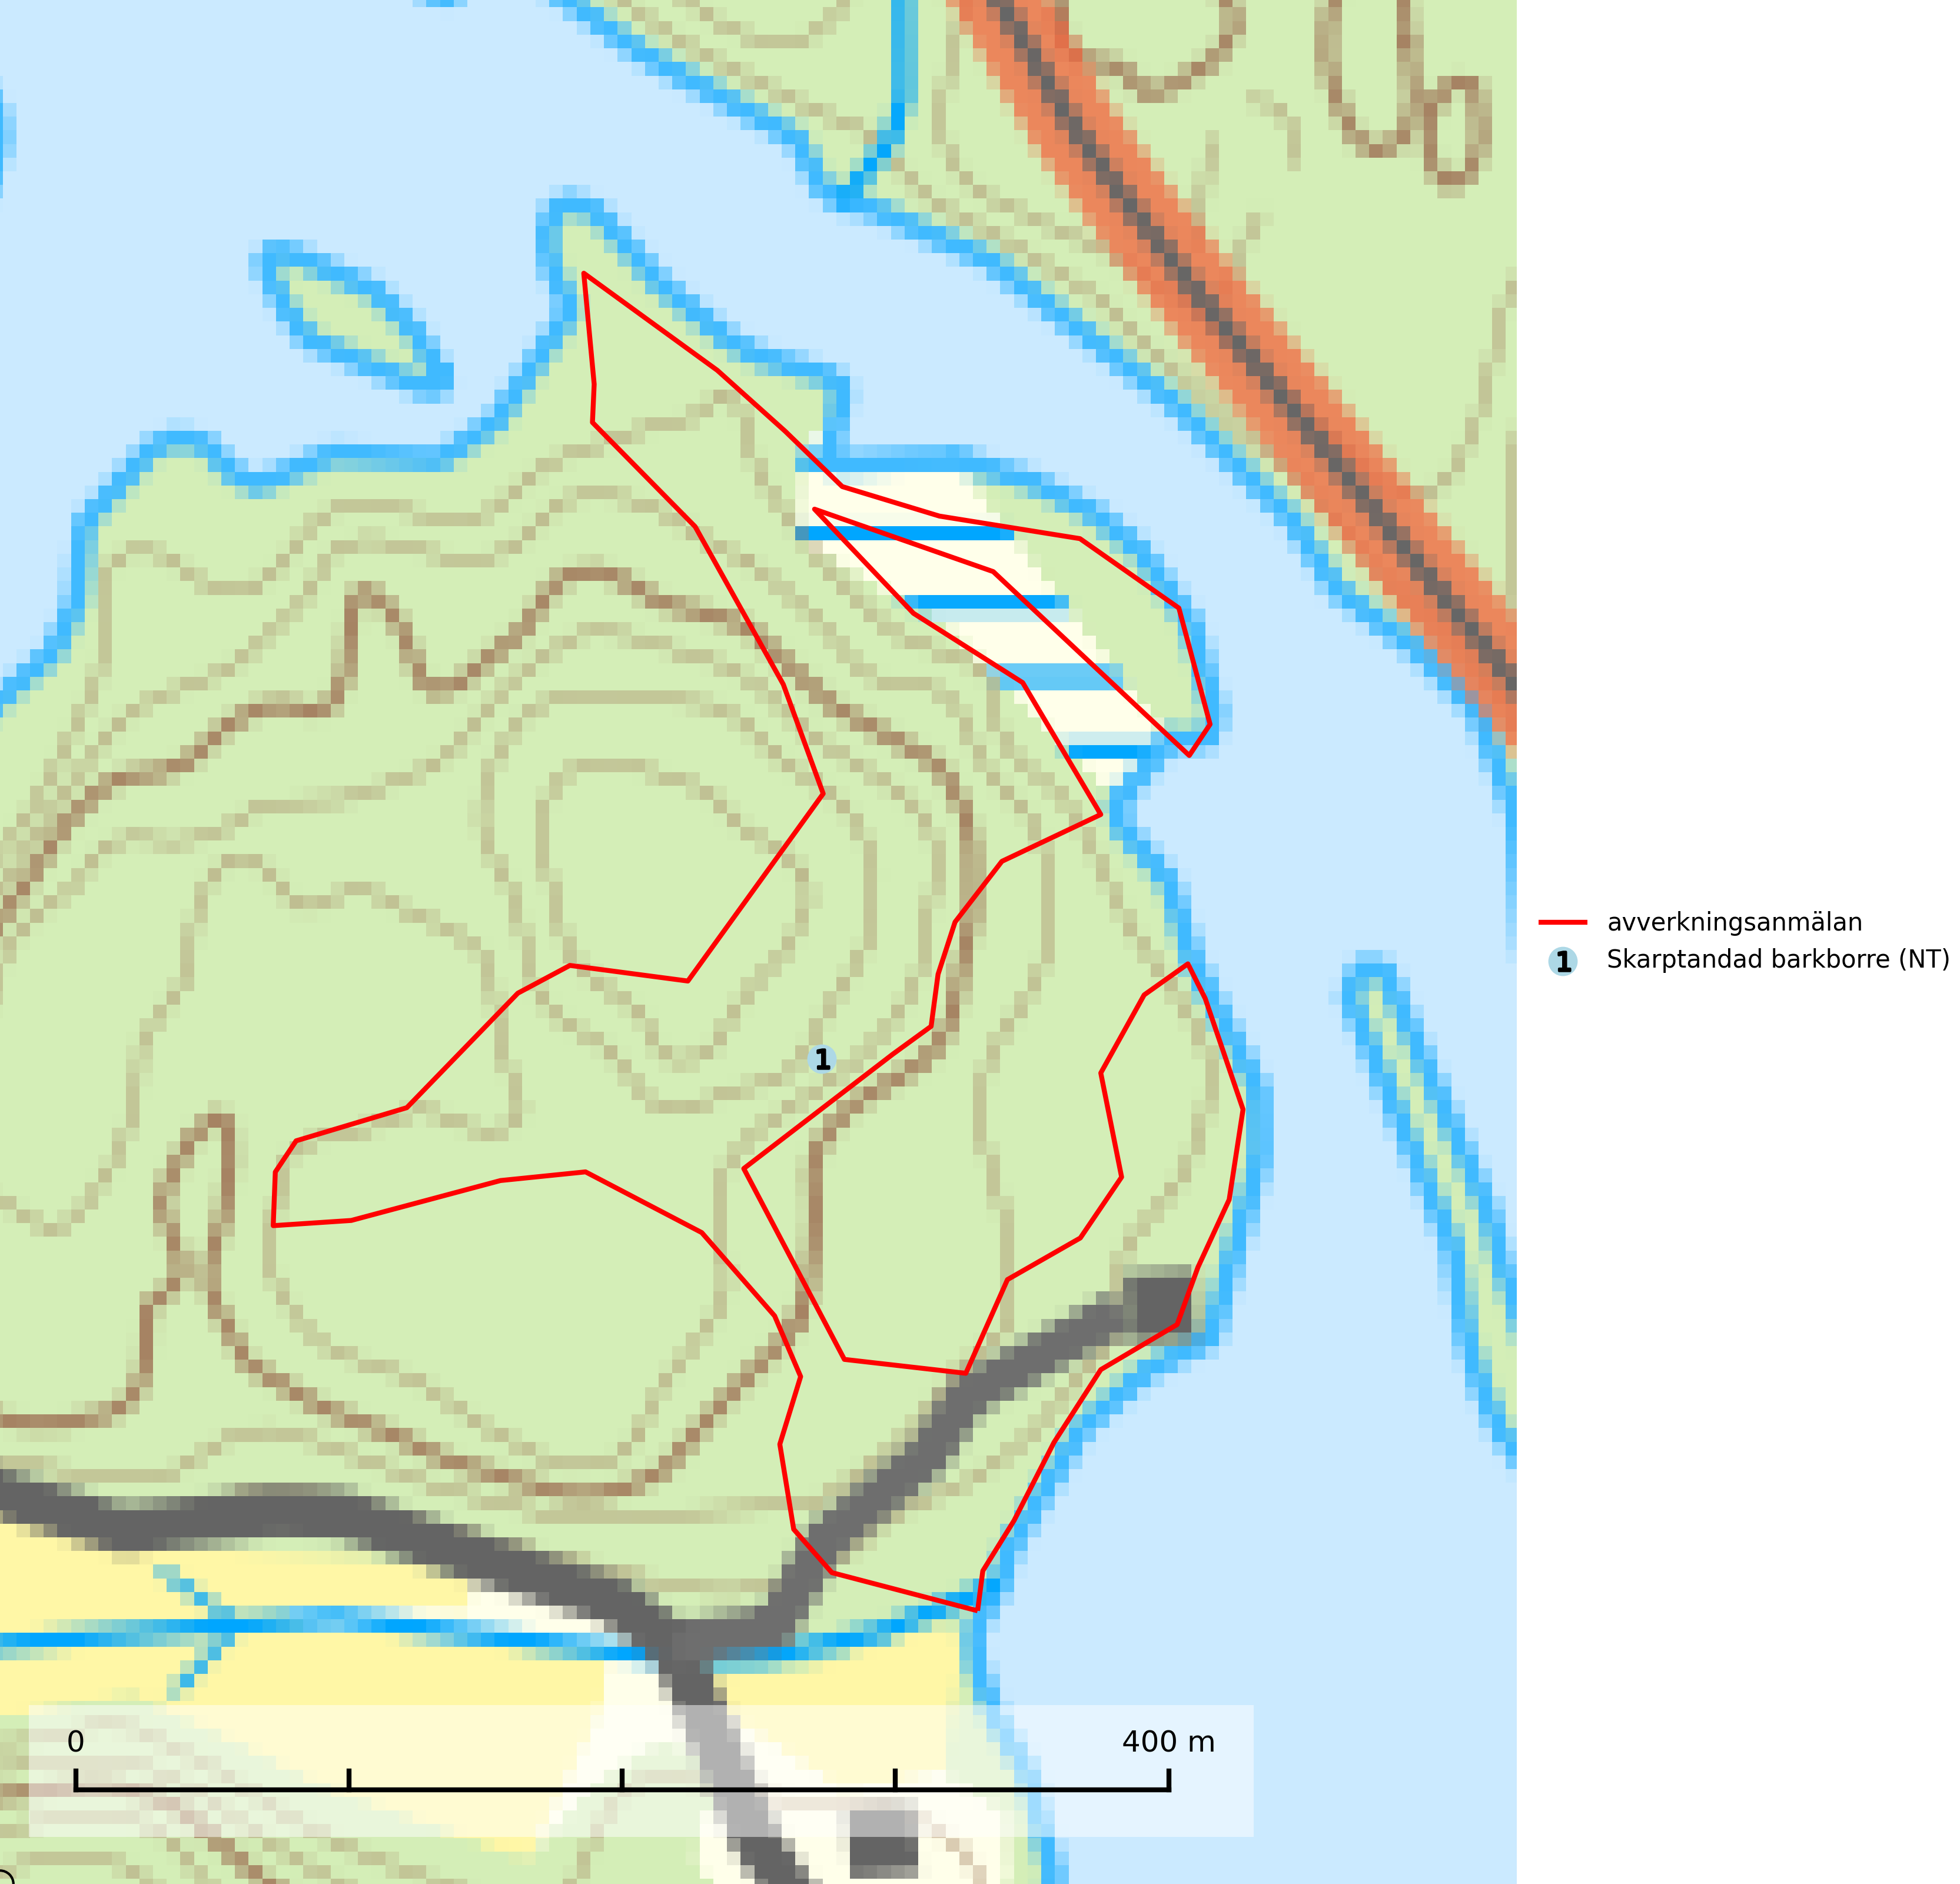 avverkningsanmälan
1 Skarptandad barkborre (NT)
1
0 400 m